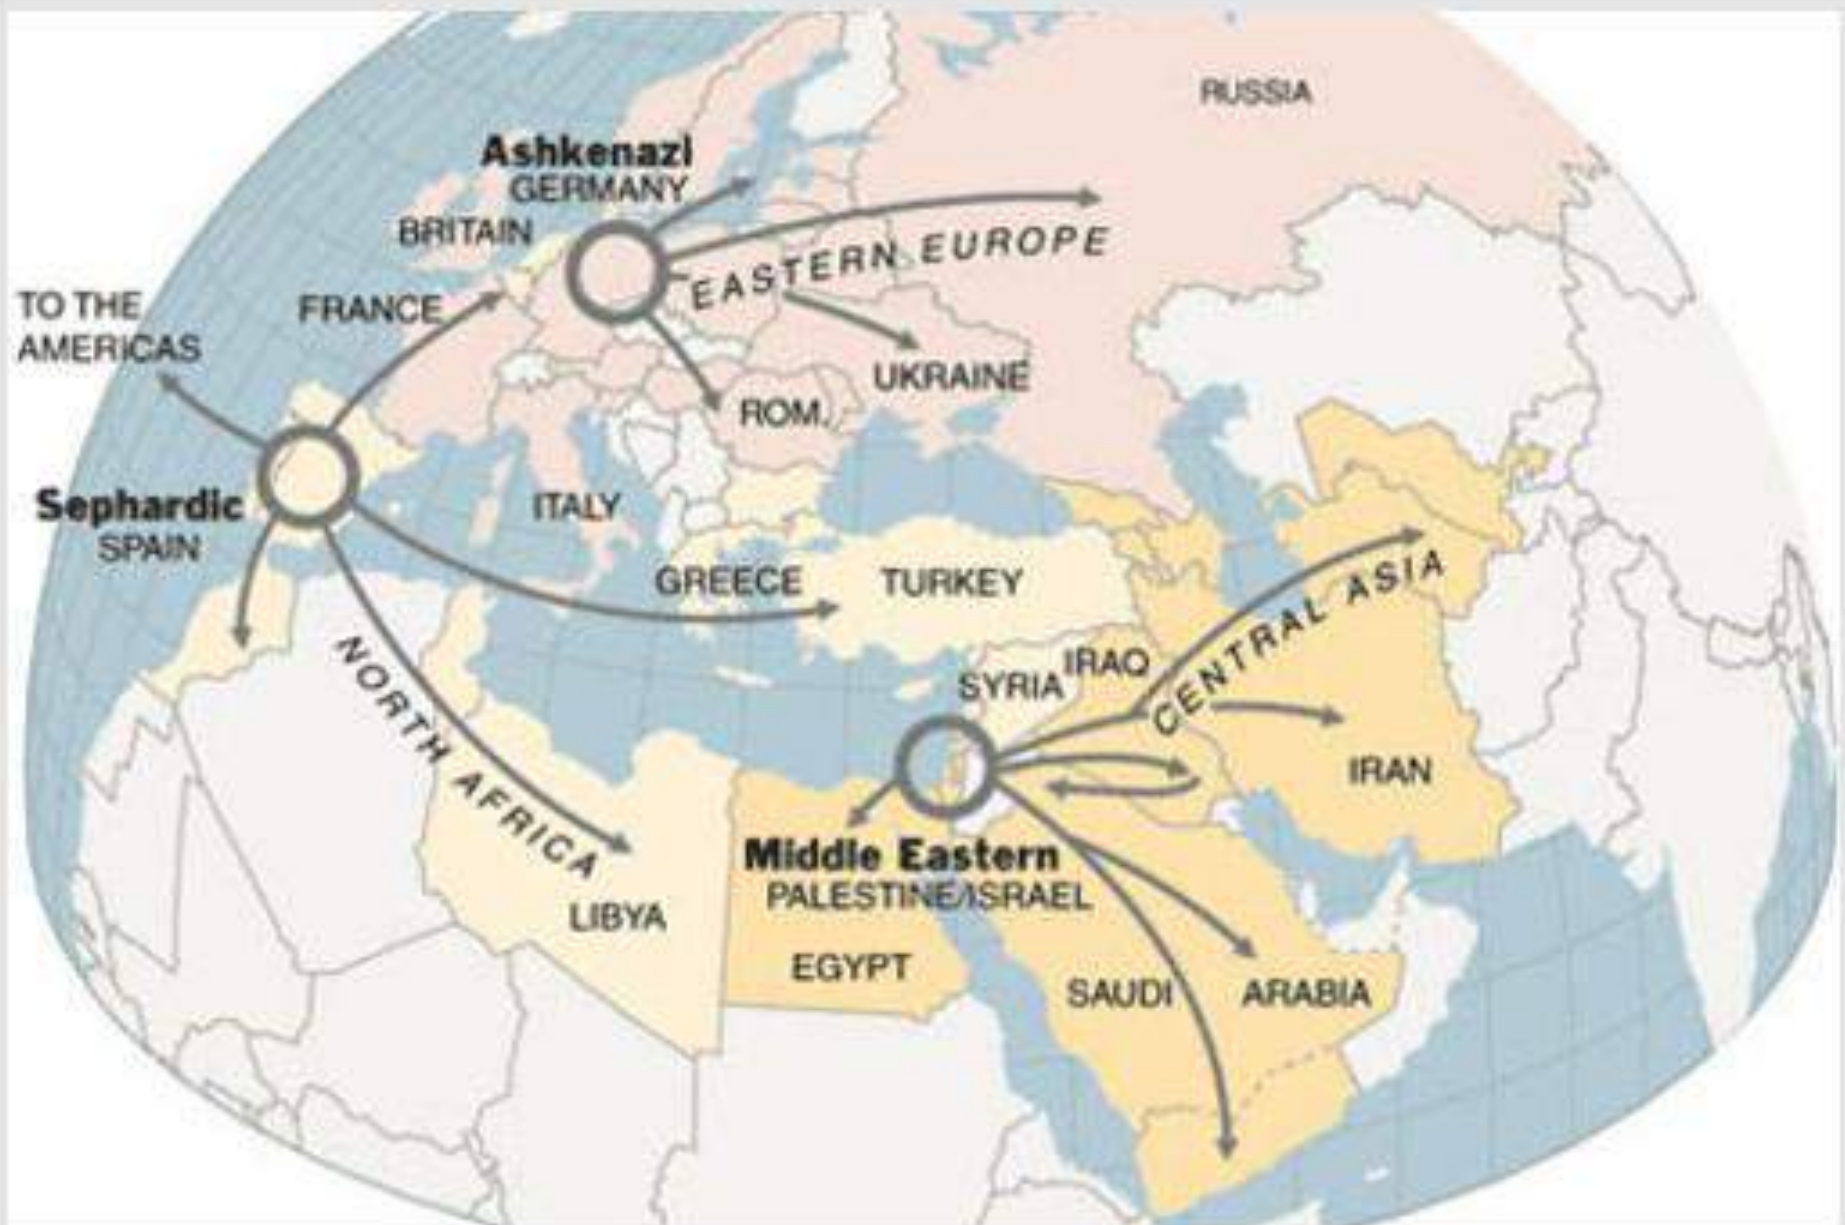 RUSSIA
Ashkenazi
GERMANY
BRITAIN
EASTERN EUROPE
TO THE
AMERICAS
FRANCE
UKRAINE
ROM.
Sephardic
SPAIN
ITALY
GREECE
TURKEY
CENTRAL ASIA
NORTH AFRICA
SYRIA
IRAQ
IRAN
Middle Eastern
PALESTINE/ISRAEL
LIBYA
EGYPT
SAUDI ARABIA